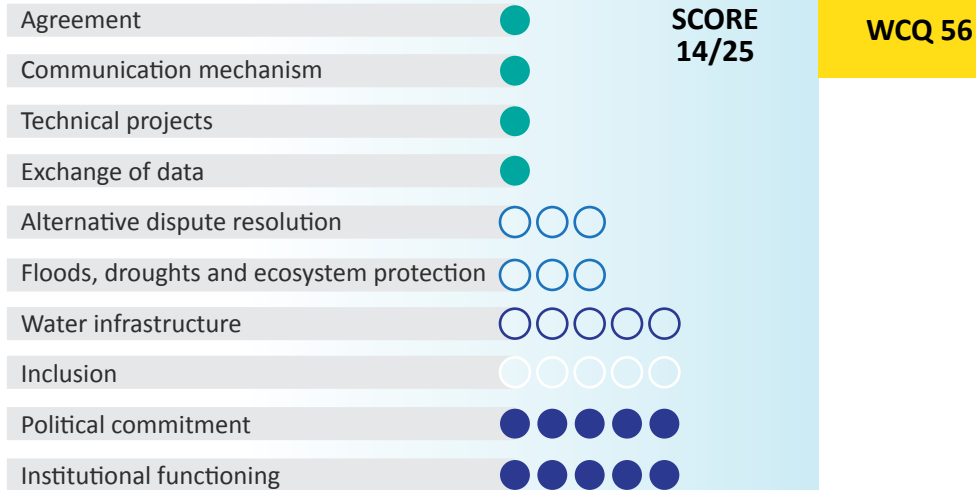 Agreement
Communication mechanism
Technical projects
Exchange of data
Alternative dispute resolution
Floods, droughts and ecosystem protection
Water infrastructure
Inclusion
Political commitment
Institutional functioning
SCORE
14/25
WCQ 56